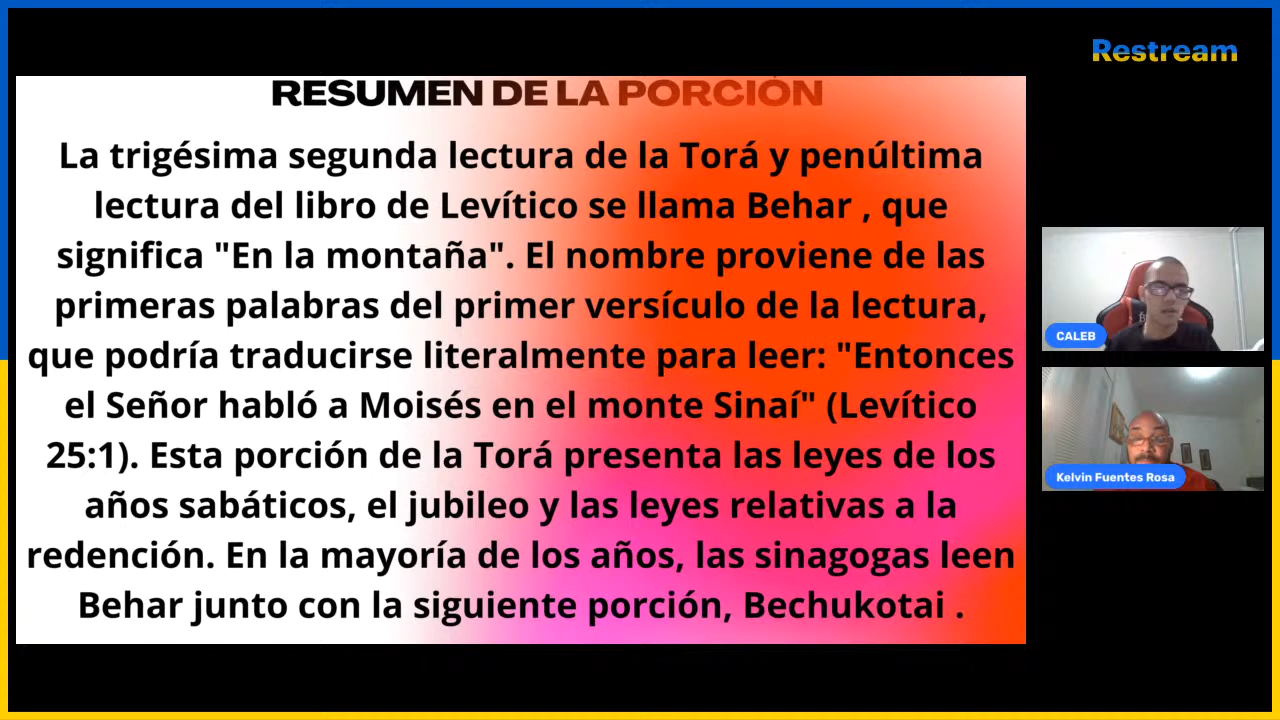 Restream
RESUMEN DE LA PORCIÓN
La trigésima segunda lectura de la Torá y penúltima
lectura del libro de Levítico se llama Behar , que
significa "En la montaña". El nombre proviene de las
primeras palabras del primer versículo de la lectura,
que podría traducirse literalmente para leer: "Entonces
el Señor habló a Moisés en el monte Sinaí" (Levítico
25:1). Esta porción de la Torá presenta las leyes de los
años sabáticos, el jubileo y las leyes relativas a la
redención. En la mayoría de los años, las sinagogas leen
Behar junto con la siguiente porción, Bechukotai .
CALEB
Kelvin Fuentes Rosa